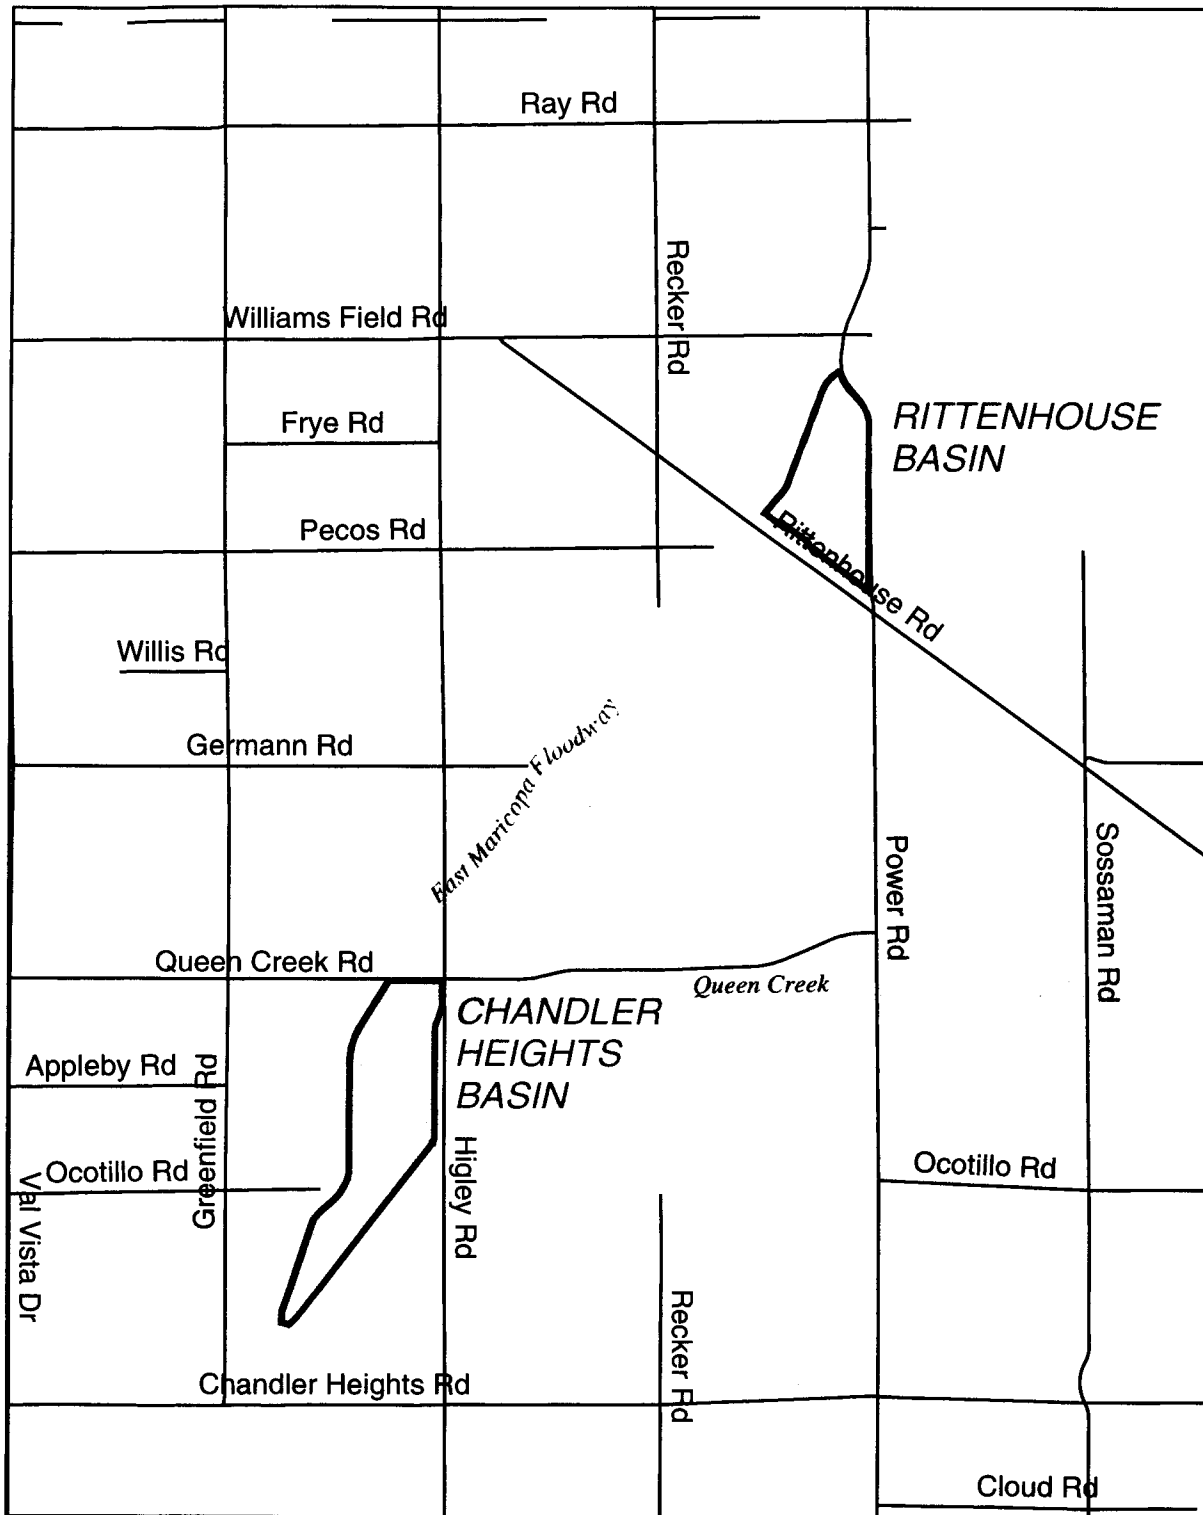 Ray Rd
Recker Rd
Williams Field Rd
RITTENHOUSE
BASIN
Frye Rd
Pecos Rd
Rittenhouse Rd
Willis Rd
Germann Rd
East Maricopa Floodway
Power Rd
Sossaman Rd
Queen Creek Rd
Queen Creek
CHANDLER
HEIGHTS
BASIN
Appleby Rd
Greenfield Rd
Ocotillo Rd
Higley Rd
Ocotillo Rd
Val Vista Dr
Recker Rd
Chandler Heights Rd
Cloud Rd